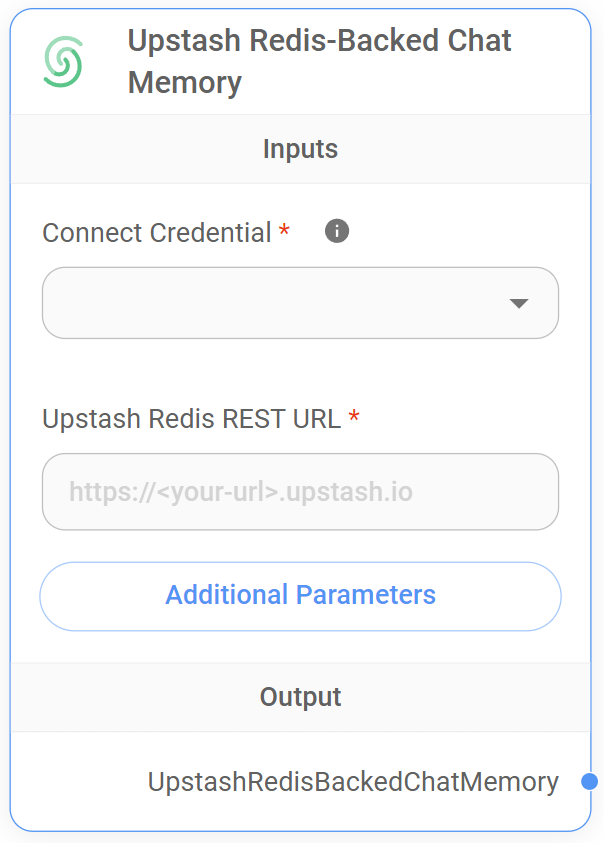 Upstash Redis-Backed Chat
Memory
Inputs
Connect Credential *
Upstash Redis REST URL *
https://<your-url>.upstash.io
Additional Parameters
Output
UpstashRedisBackedChatMemory